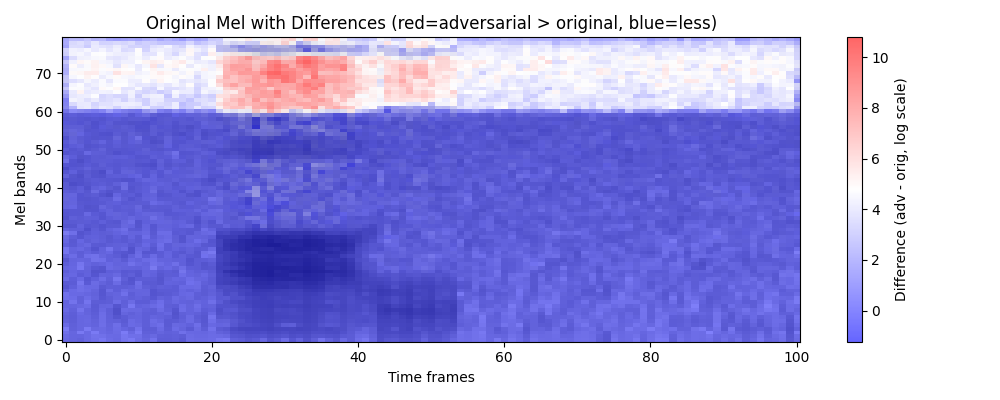 Original Mel with Differences (red=adversarial > original, blue=less)
Mel bands
70
60
50
40
30
20
10
0
0 20 40 60 80 100
Time frames
10
8
6
4
2
0
Difference (adv - orig, log scale)